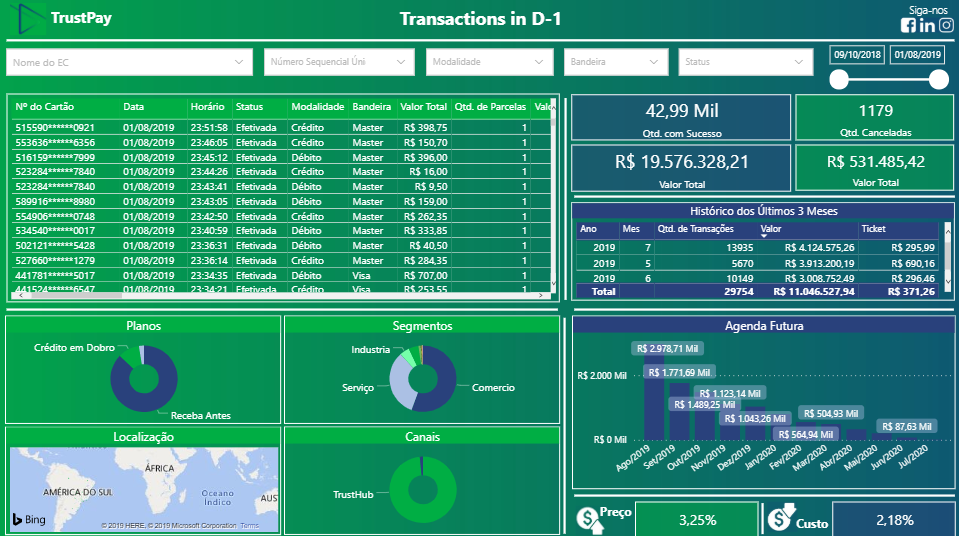 TrustPay
Transactions in D-1
Siga-nos
Nome do EC
Número Sequencial Úni
Modalidade
Bandeira
Status
09/10/2018
01/08/2019
Nº do Cartão Data Horário Status Modalidade Bandeira Valor Total Qtd. de Parcelas Valo
515590******0921 01/08/2019 23:51:58 Efetivada Crédito Master R$ 398,75 1
553636******6356 01/08/2019 23:46:05 Efetivada Crédito Master R$ 150,70 1
516159******7999 01/08/2019 23:45:12 Efetivada Débito Master R$ 396,00 1
523284******7840 01/08/2019 23:44:26 Efetivada Crédito Master R$ 16,00 1
523284******7840 01/08/2019 23:43:41 Efetivada Débito Master R$ 9,50 1
589916******8980 01/08/2019 23:43:05 Efetivada Débito Master R$ 159,00 1
554906******0748 01/08/2019 23:42:50 Efetivada Crédito Master R$ 262,35 1
534540******0017 01/08/2019 23:40:59 Efetivada Débito Master R$ 333,85 1
502121******5428 01/08/2019 23:36:31 Efetivada Débito Master R$ 40,50 1
527660******1279 01/08/2019 23:36:14 Efetivada Crédito Master R$ 284,35 1
441781******5017 01/08/2019 23:34:35 Efetivada Débito Visa R$ 707,00 1
441524******6547 01/08/2019 23:34:21 Efetivada Crédito Visa R$ 253,55 1
42,99 Mil
Qtd. com Sucesso
1179
Qtd. Canceladas
R$ 19.576.328,21
Valor Total
R$ 531.485,42
Valor Total
Histórico dos Últimos 3 Meses
Ano Mes Qtd. de Transações Valor Ticket
2019 7 13935 R$ 4.124.575,26 R$ 295,99
2019 5 5670 R$ 3.913.200,19 R$ 690,16
2019 6 10149 R$ 3.008.752,49 R$ 296,46
Total 29754 R$ 11.046.527,94 R$ 371,26
Planos
Crédito em Dobro
Receba Antes
Segmentos
Industria
Serviço
Comercio
Localização
ÁFRICA
AMÉRICA DO SUL
Oceano
Índico
AUS
Bing
© 2019 HERE, © 2019 Microsoft Corporation Terms
Canais
TrustHub
Agenda Futura
R$ 2.978,71 Mil
R$ 1.771,69 Mil
R$ 2.000 Mil
R$ 1.123,14 Mil
R$ 1.489,25 Mil
R$ 504,93 Mil
R$ 1.043,26 Mil
R$ 87,63 Mil
R$ 564,94 Mil
R$ 0 Mil
Ago/2019
Set/2019
Out/2019
Nov/2019
Dez/2019
Jan/2020
Fev/2020
Mar/2020
Abr/2020
Mai/2020
Jun/2020
Jul/2020
Preço
3,25%
Custo
2,18%